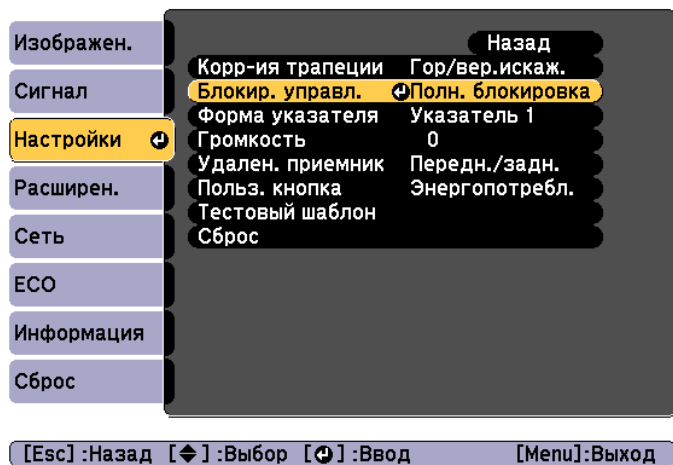 Изображен.
Сигнал
Настройки
Расширен.
Сеть
ECO
Информация
Сброс
Назад
Корр-ия трапеции Гор/вер.искаж.
Блокир. управл. Полн. блокировка
Форма указателя Указатель 1
Громкость 0
Удален. приемник Передн./задн.
Польз. кнопка Энергопотребл.
Тестовый шаблон
Сброс
[Esc] :Назад [◆] :Выбор [⏎] :Ввод [Menu]:Выход